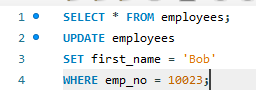 1 SELECT * FROM employees;
2 UPDATE employees
3 SET first_name = 'Bob'
4 WHERE emp_no = 10023;